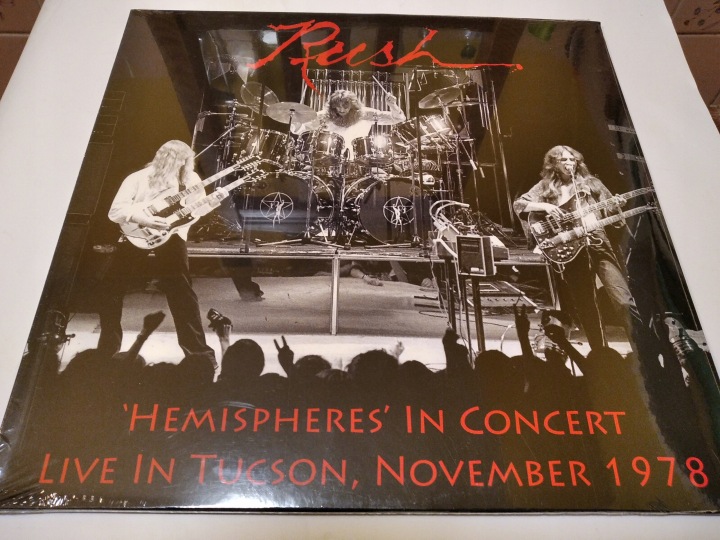 Rush
'HEMISPHERES' IN CONCERT
LIVE IN TUCSON, NOVEMBER 1978